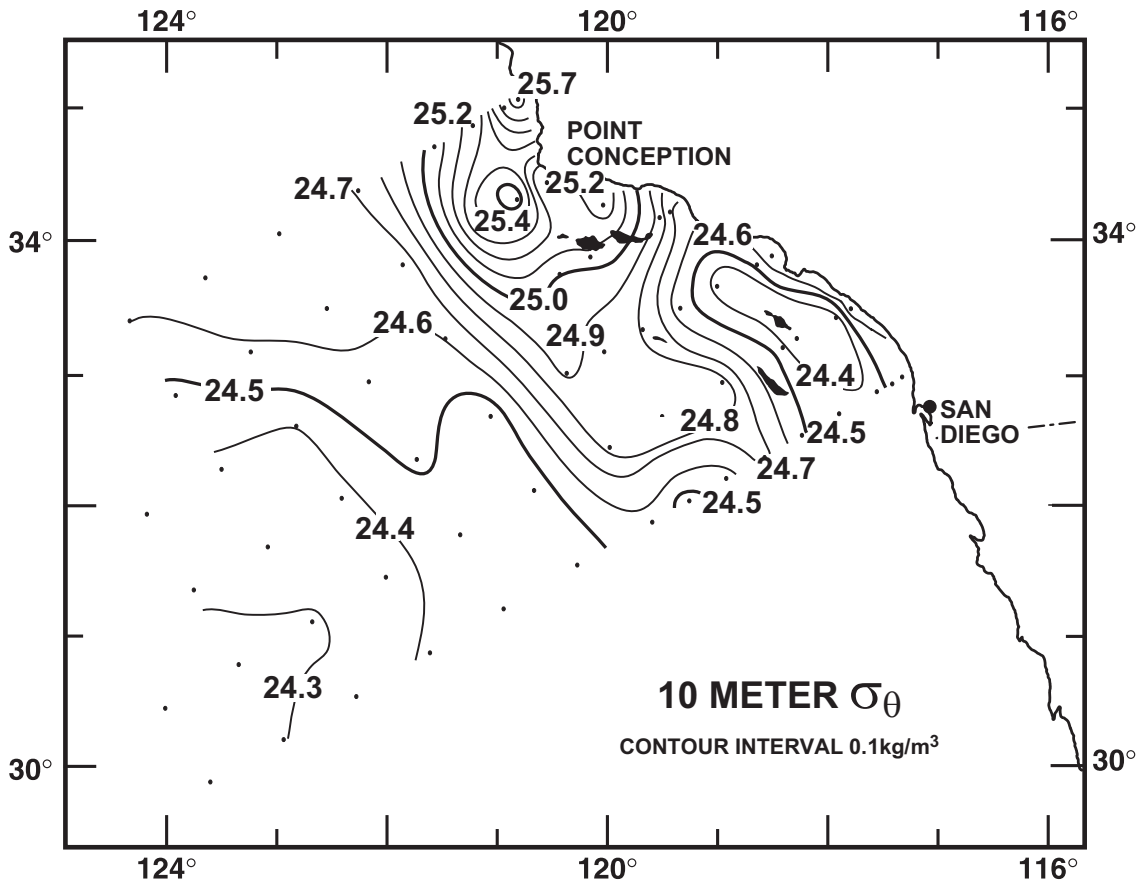 124° 120° 116°
25.7
25.2
POINT
CONCEPTION
24.7
25.2
25.4
24.6
34° 34°
25.0
24.6
24.9
24.5
24.4
24.8
24.5
SAN
DIEGO
24.7
24.5
24.4
24.3
10 METER σθ
CONTOUR INTERVAL 0.1kg/m³
30° 30°
124° 120° 116°